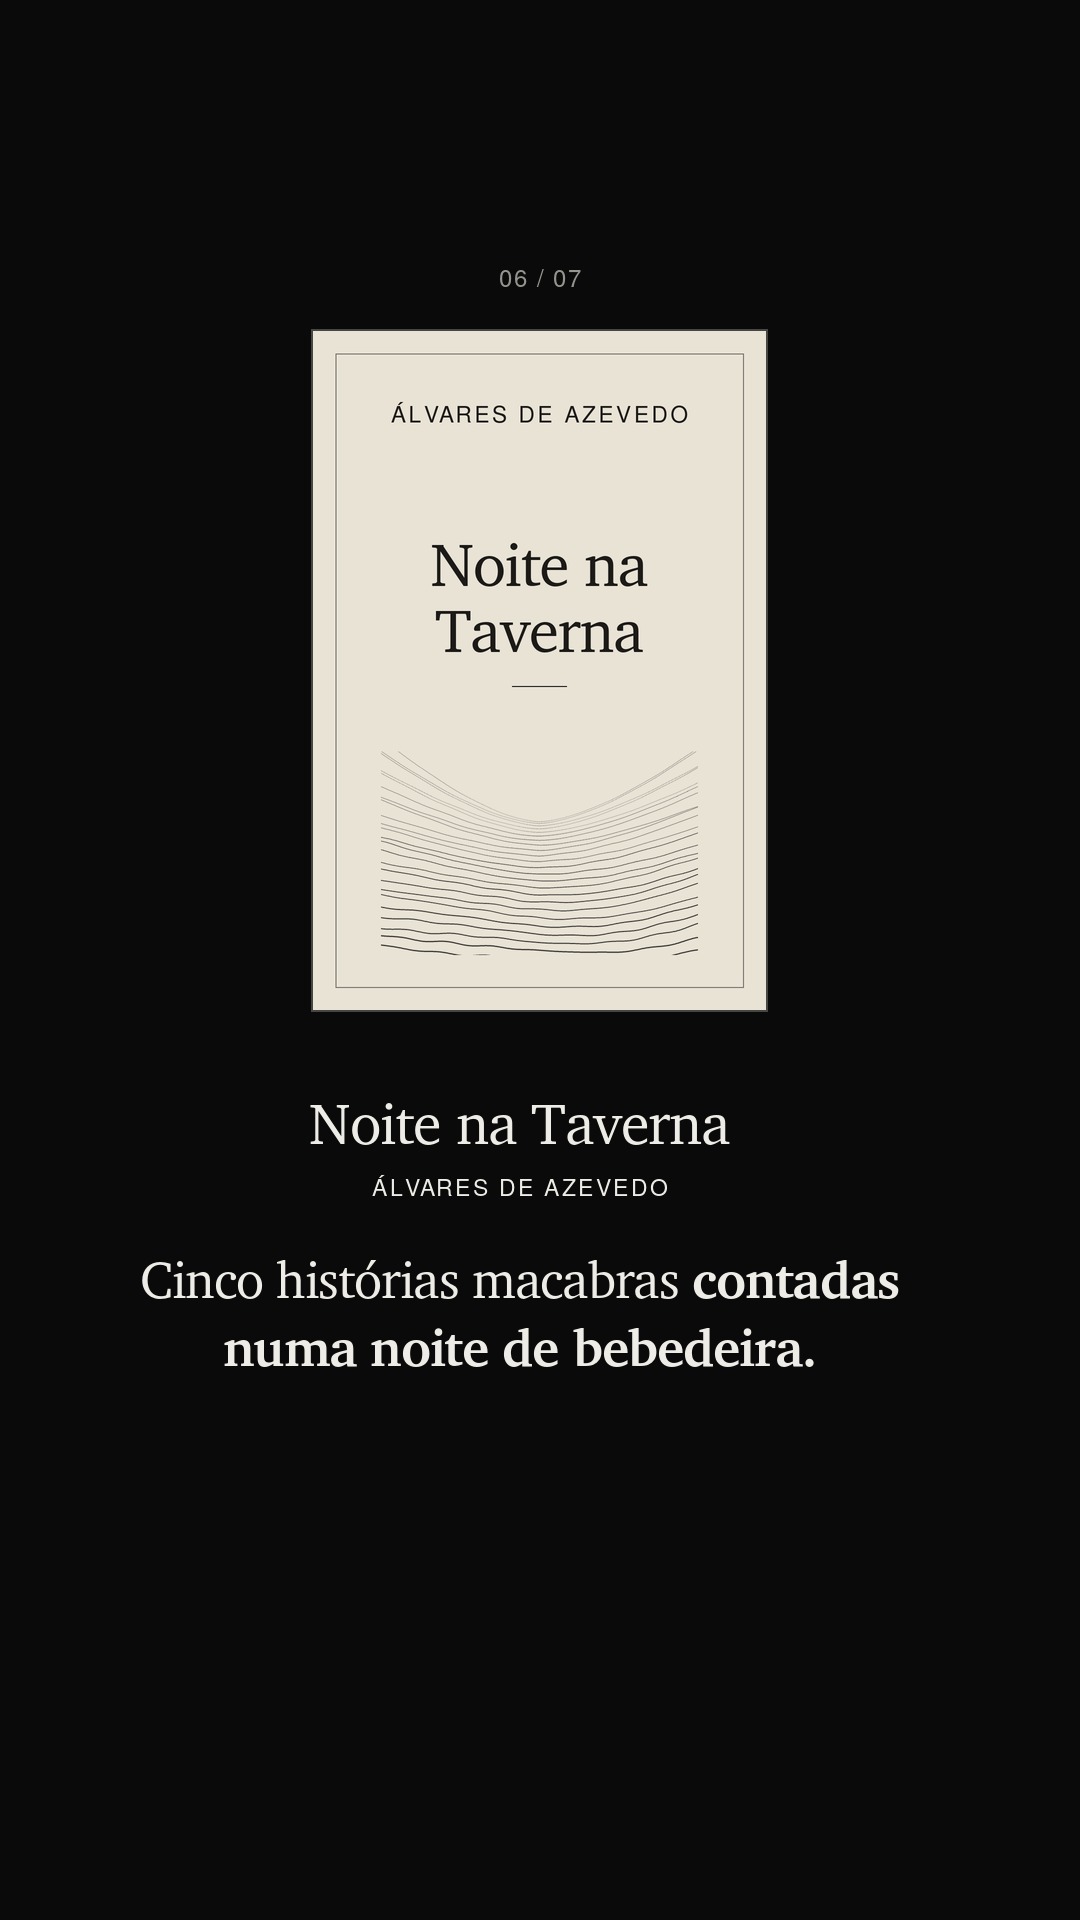 06 / 07
ÁLVARES DE AZEVEDO
Noite na
Taverna
Noite na Taverna
ÁLVARES DE AZEVEDO
Cinco histórias macabras contadas
numa noite de bebedeira.